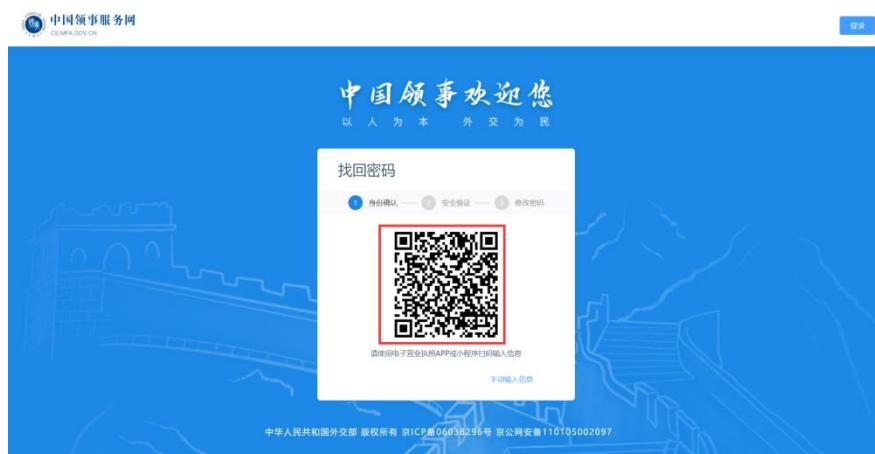 中国领事服务网
CS.MFA.GOV.CN
登录
中国领事欢迎您
以人为本 外交为民
找回密码
1 身份确认 2 安全验证 3 修改密码
请使用电子营业执照APP或小程序扫码输入信息
手动输入信息
中华人民共和国外交部 版权所有 京ICP备06038296号 京公网安备110105002097